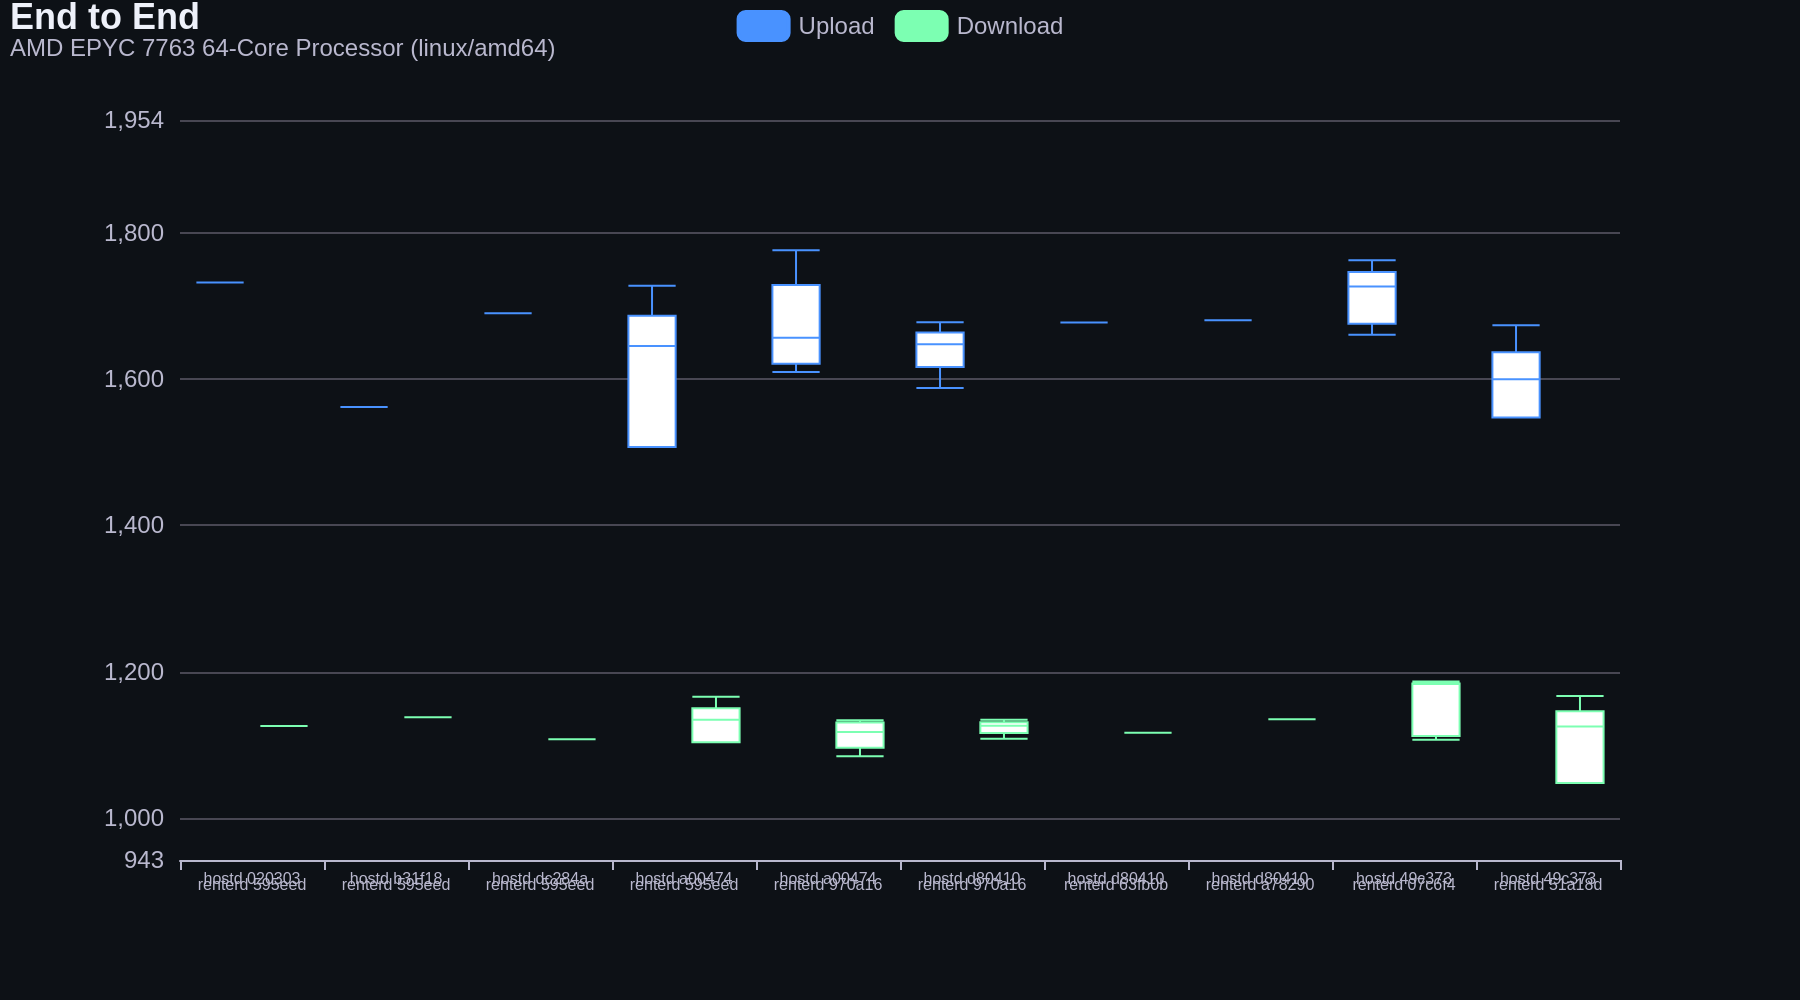 End to End
AMD EPYC 7763 64-Core Processor (linux/amd64)
Upload
Download
1,954
1,800
1,600
1,400
1,200
1,000
943
hostd 020303
renterd 595eed
hostd b31f18
renterd 595eed
hostd dc284a
renterd 595eed
hostd a00474
renterd 595eed
hostd a00474
renterd 970a16
hostd d80410
renterd 970a16
hostd d80410
renterd 63fb0b
hostd d80410
renterd a78290
hostd 49c373
renterd 07c6f4
hostd 49c373
renterd 51a18d